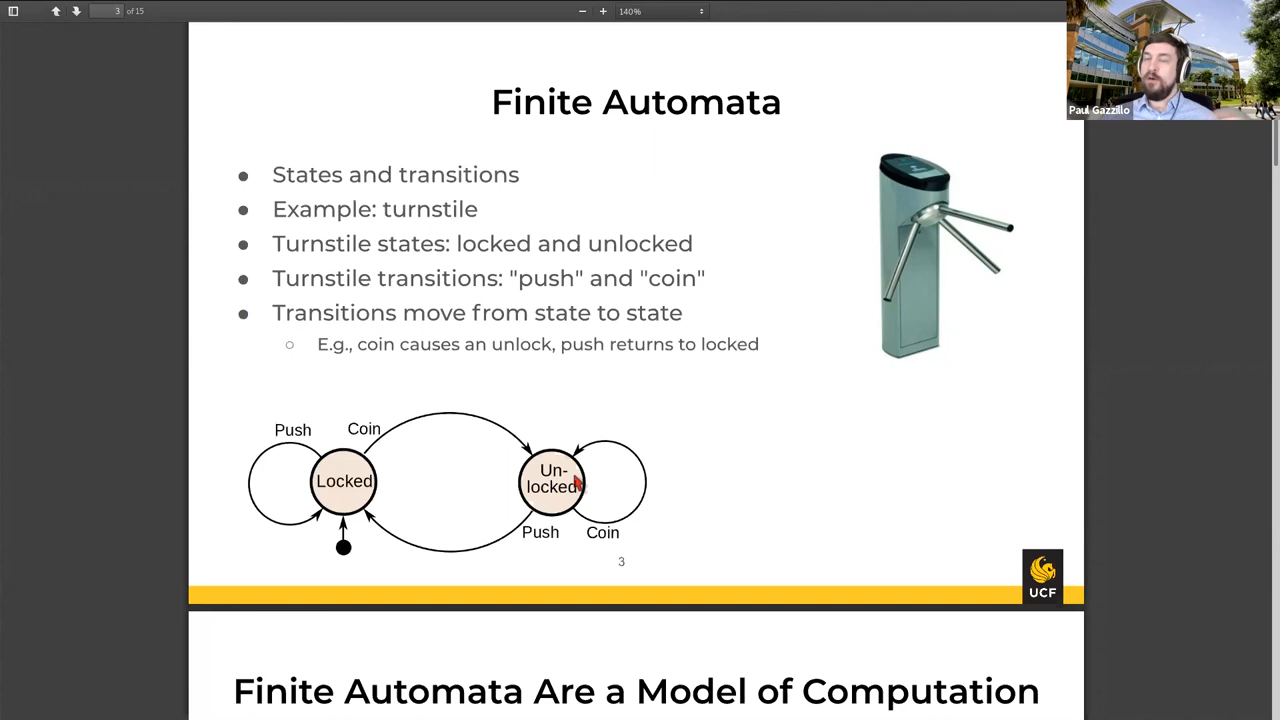 3 of 15
140%
Paul Gazzillo
Finite Automata
● States and transitions
● Example: turnstile
● Turnstile states: locked and unlocked
● Turnstile transitions: "push" and "coin"
● Transitions move from state to state
○ E.g., coin causes an unlock, push returns to locked
Push
Coin
Locked
Un-
locked
Push
Coin
3
UCF
Finite Automata Are a Model of Computation